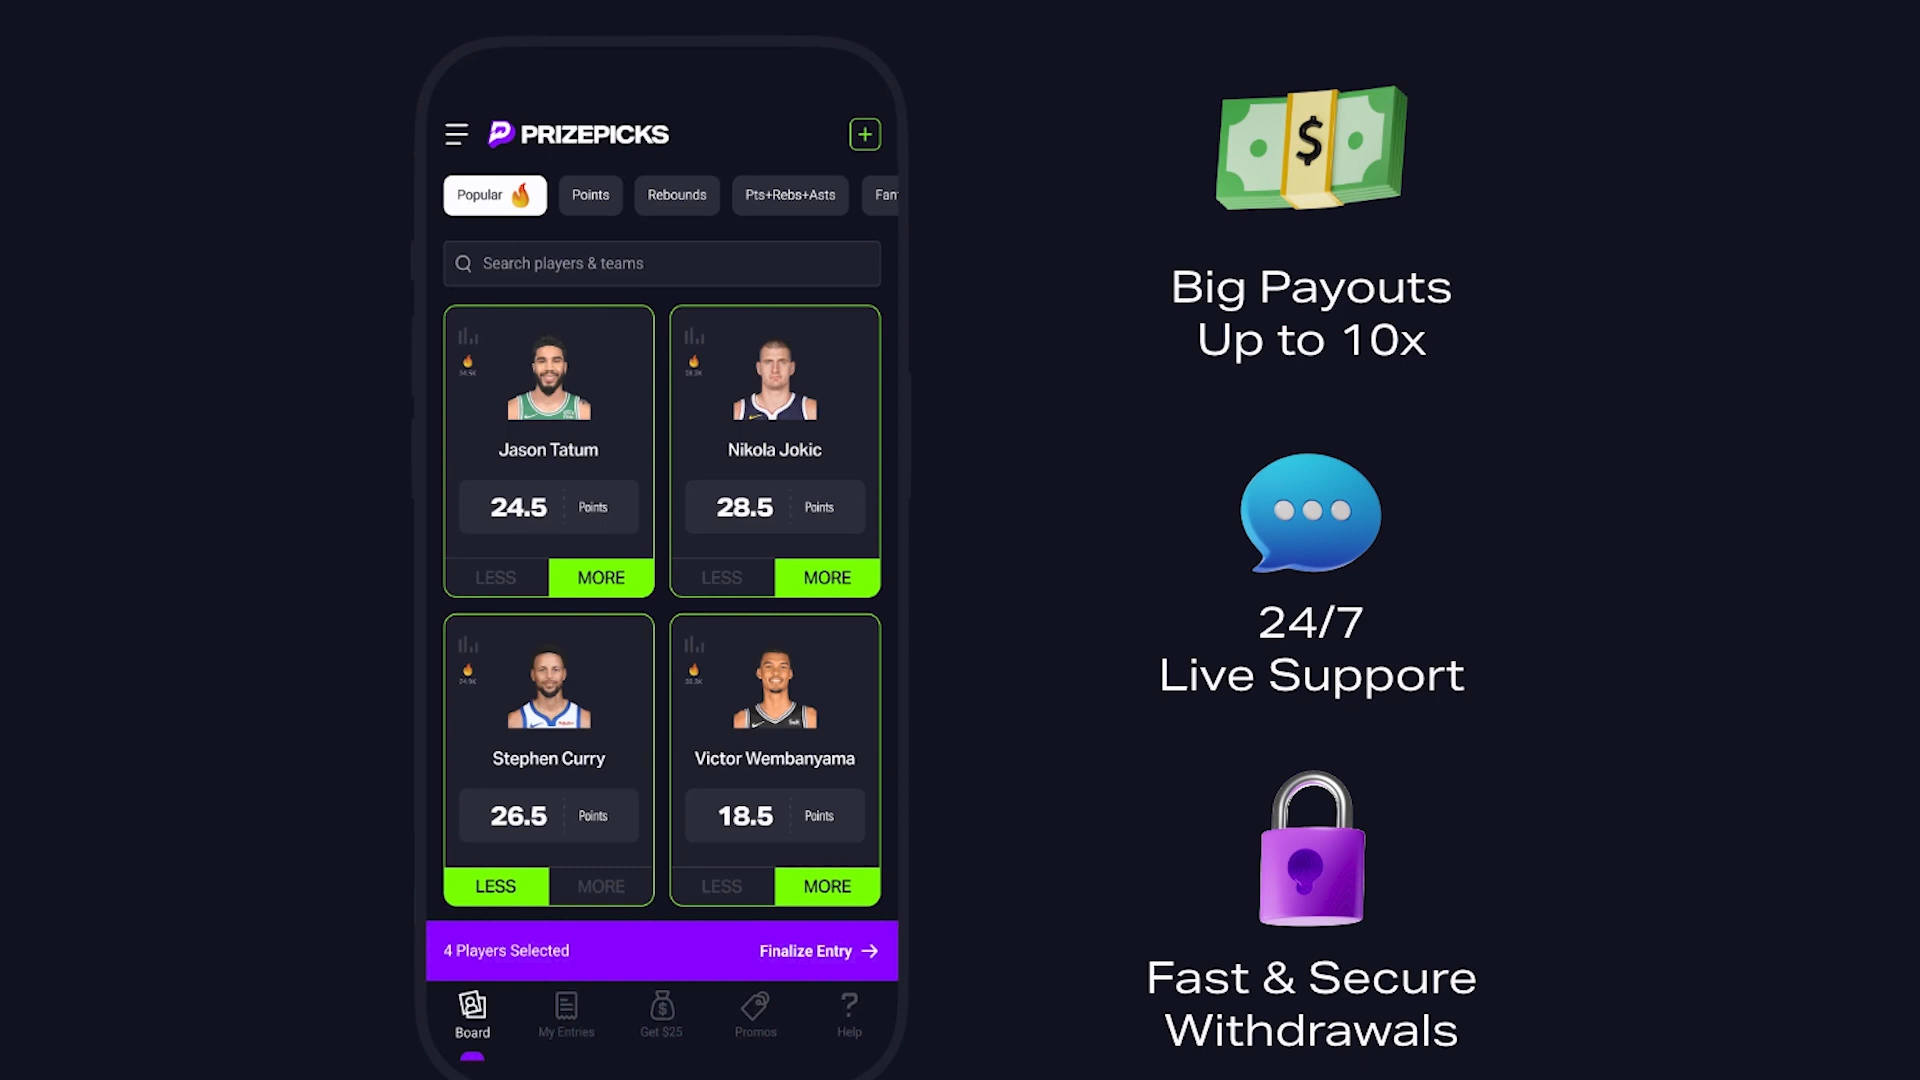 PRIZEPICKS
Popular
Points
Rebounds
Pts+Rebs+Asts
Search players & teams
Jason Tatum
24.5 Points
LESS MORE
Nikola Jokic
28.5 Points
LESS MORE
Stephen Curry
26.5 Points
LESS MORE
Victor Wembanyama
18.5 Points
LESS MORE
4 Players Selected
Finalize Entry
Board
My Entries
Get $25
Promos
Help
$
Big Payouts
Up to 10x
24/7
Live Support
Fast & Secure
Withdrawals